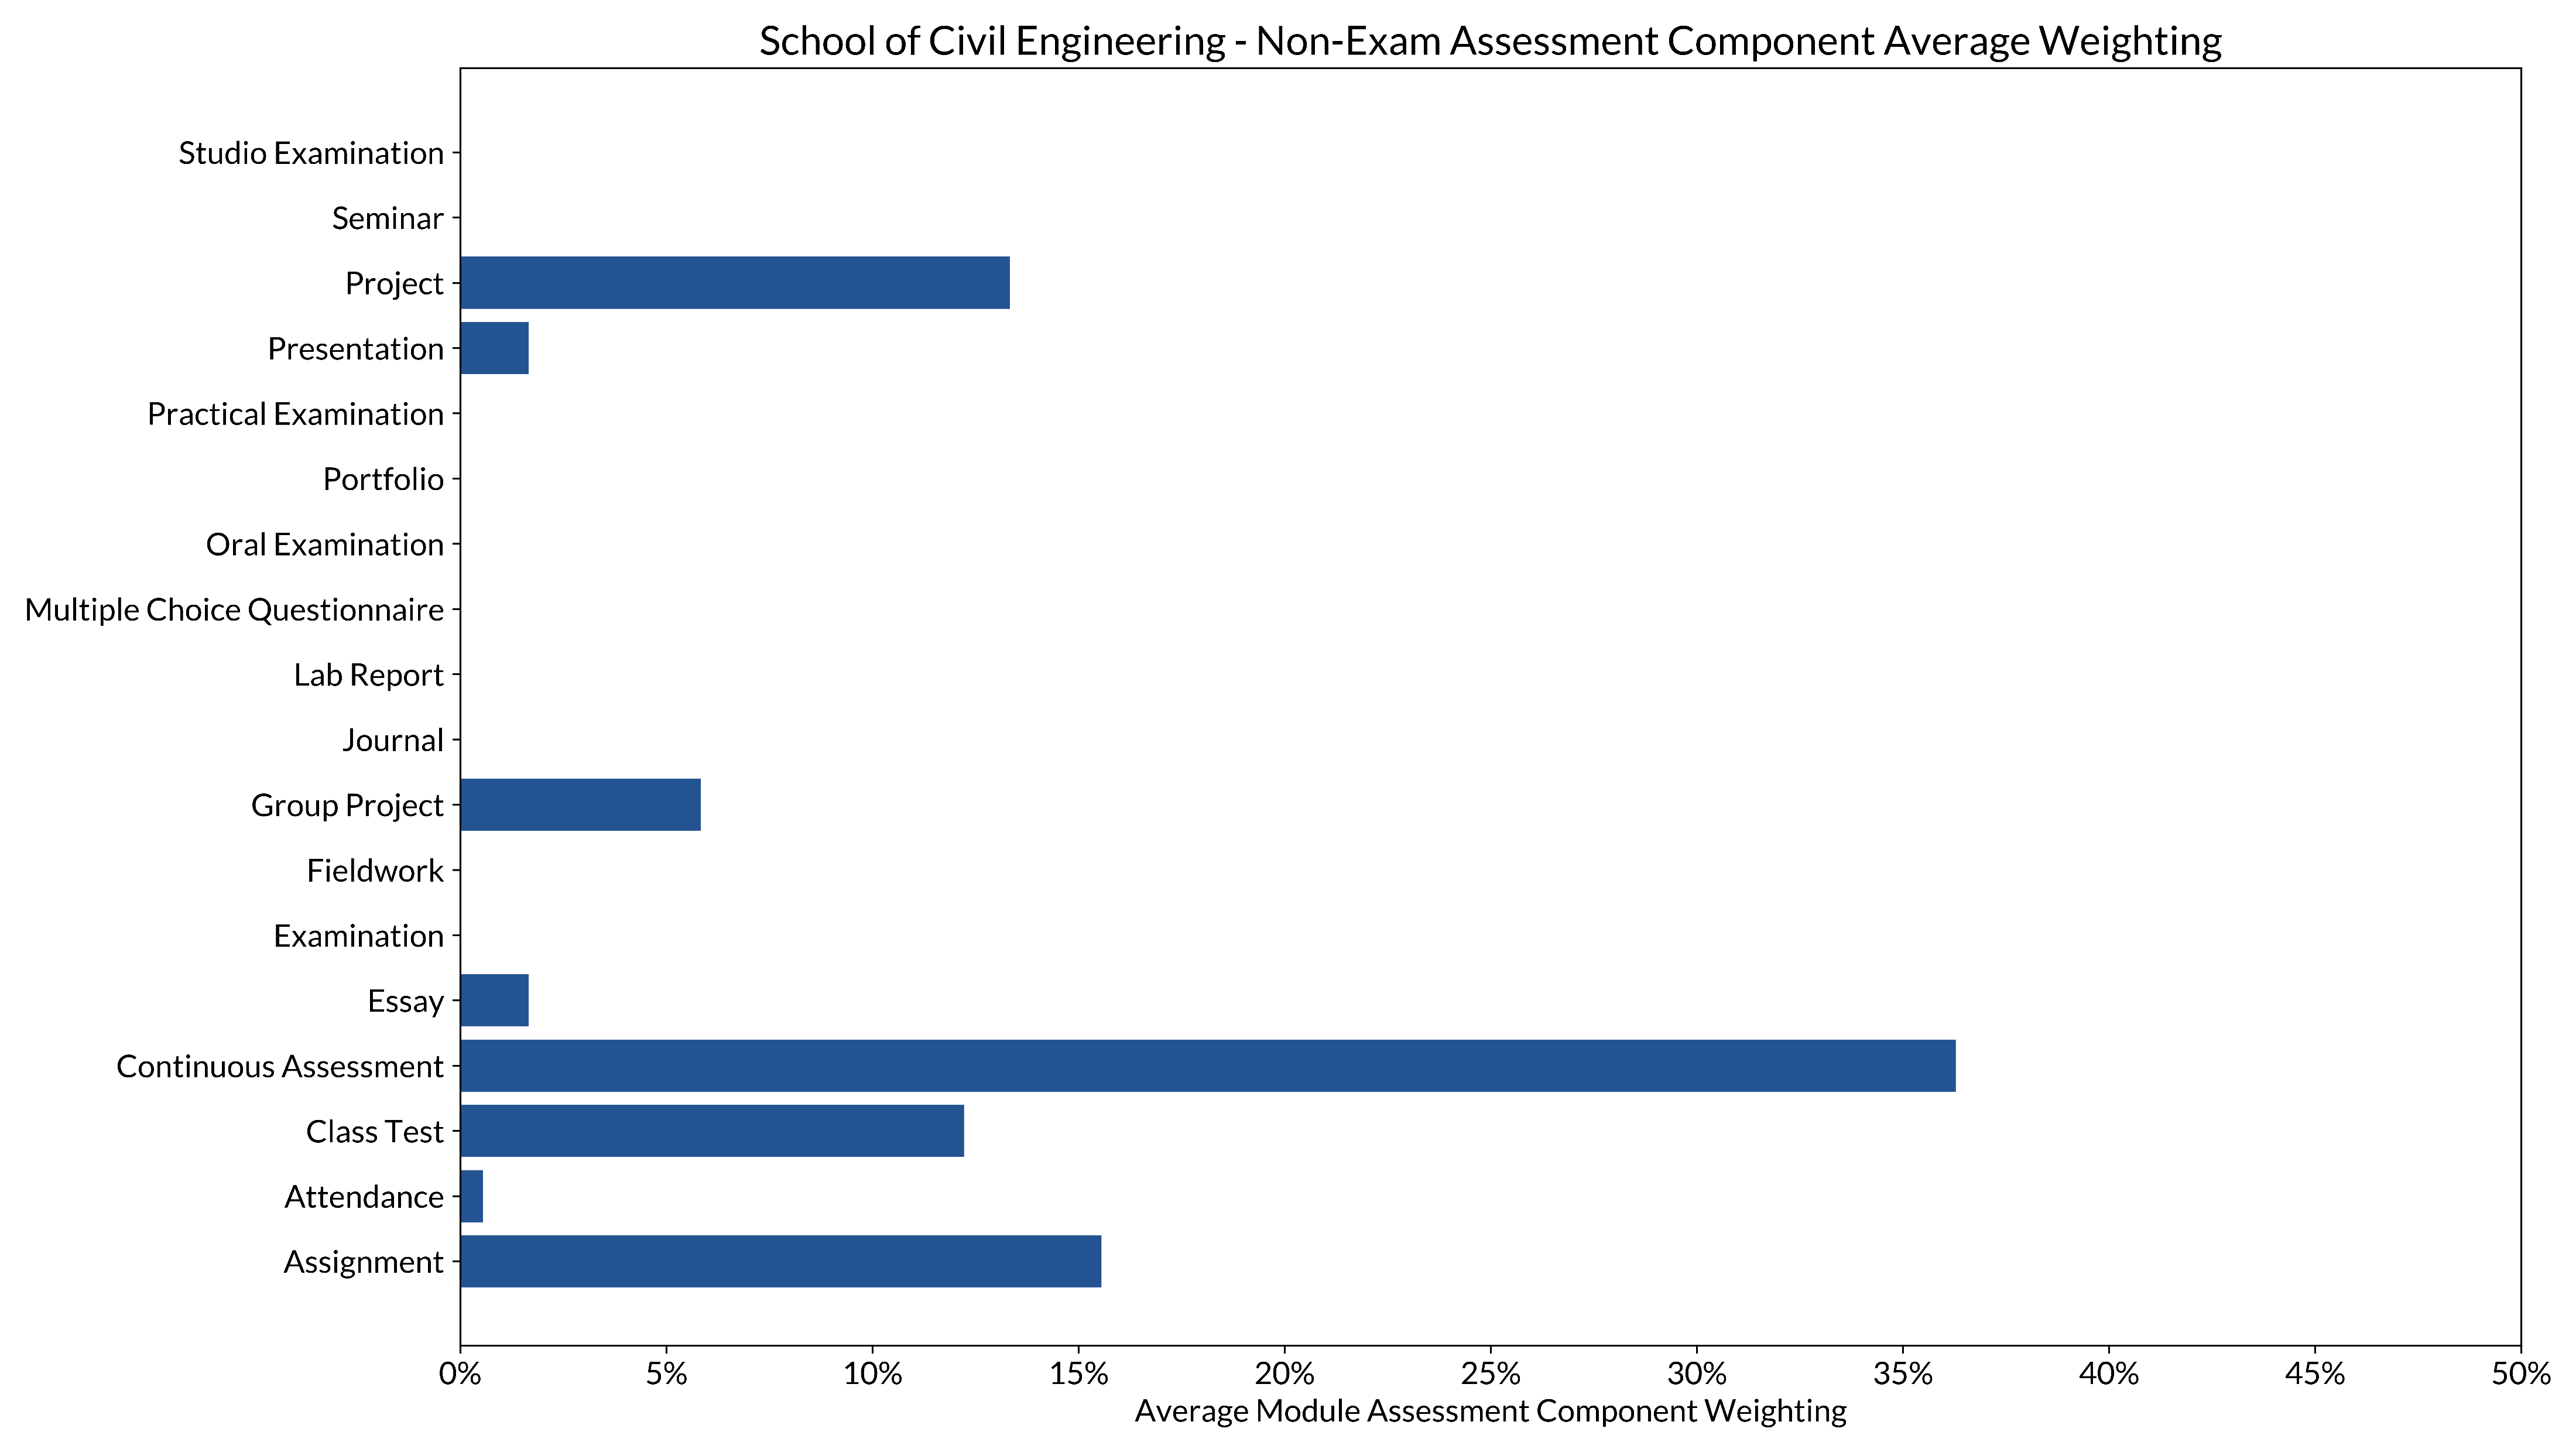 School of Civil Engineering - Non-Exam Assessment Component Average Weighting
Studio Examination
Seminar
Project
Presentation
Practical Examination
Portfolio
Oral Examination
Multiple Choice Questionnaire
Lab Report
Journal
Group Project
Fieldwork
Examination
Essay
Continuous Assessment
Class Test
Attendance
Assignment
0% 5% 10% 15% 20% 25% 30% 35% 40% 45% 50%
Average Module Assessment Component Weighting